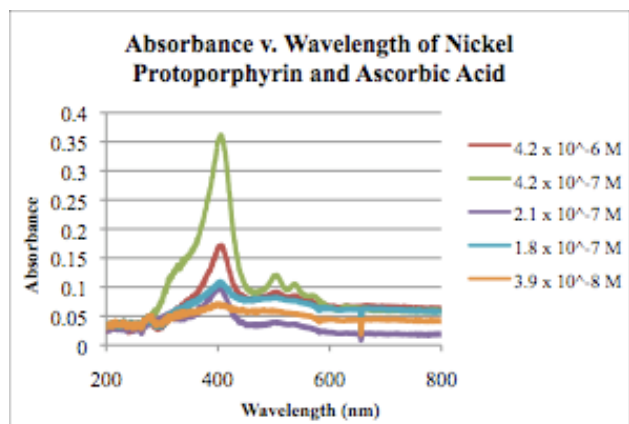 Absorbance v. Wavelength of Nickel
Protoporphyrin and Ascorbic Acid
0.4
0.35
0.3
0.25
0.2
0.15
0.1
0.05
0
Absorbance
200
400
600
800
Wavelength (nm)
4.2 x 10^-6 M
4.2 x 10^-7 M
2.1 x 10^-7 M
1.8 x 10^-7 M
3.9 x 10^-8 M